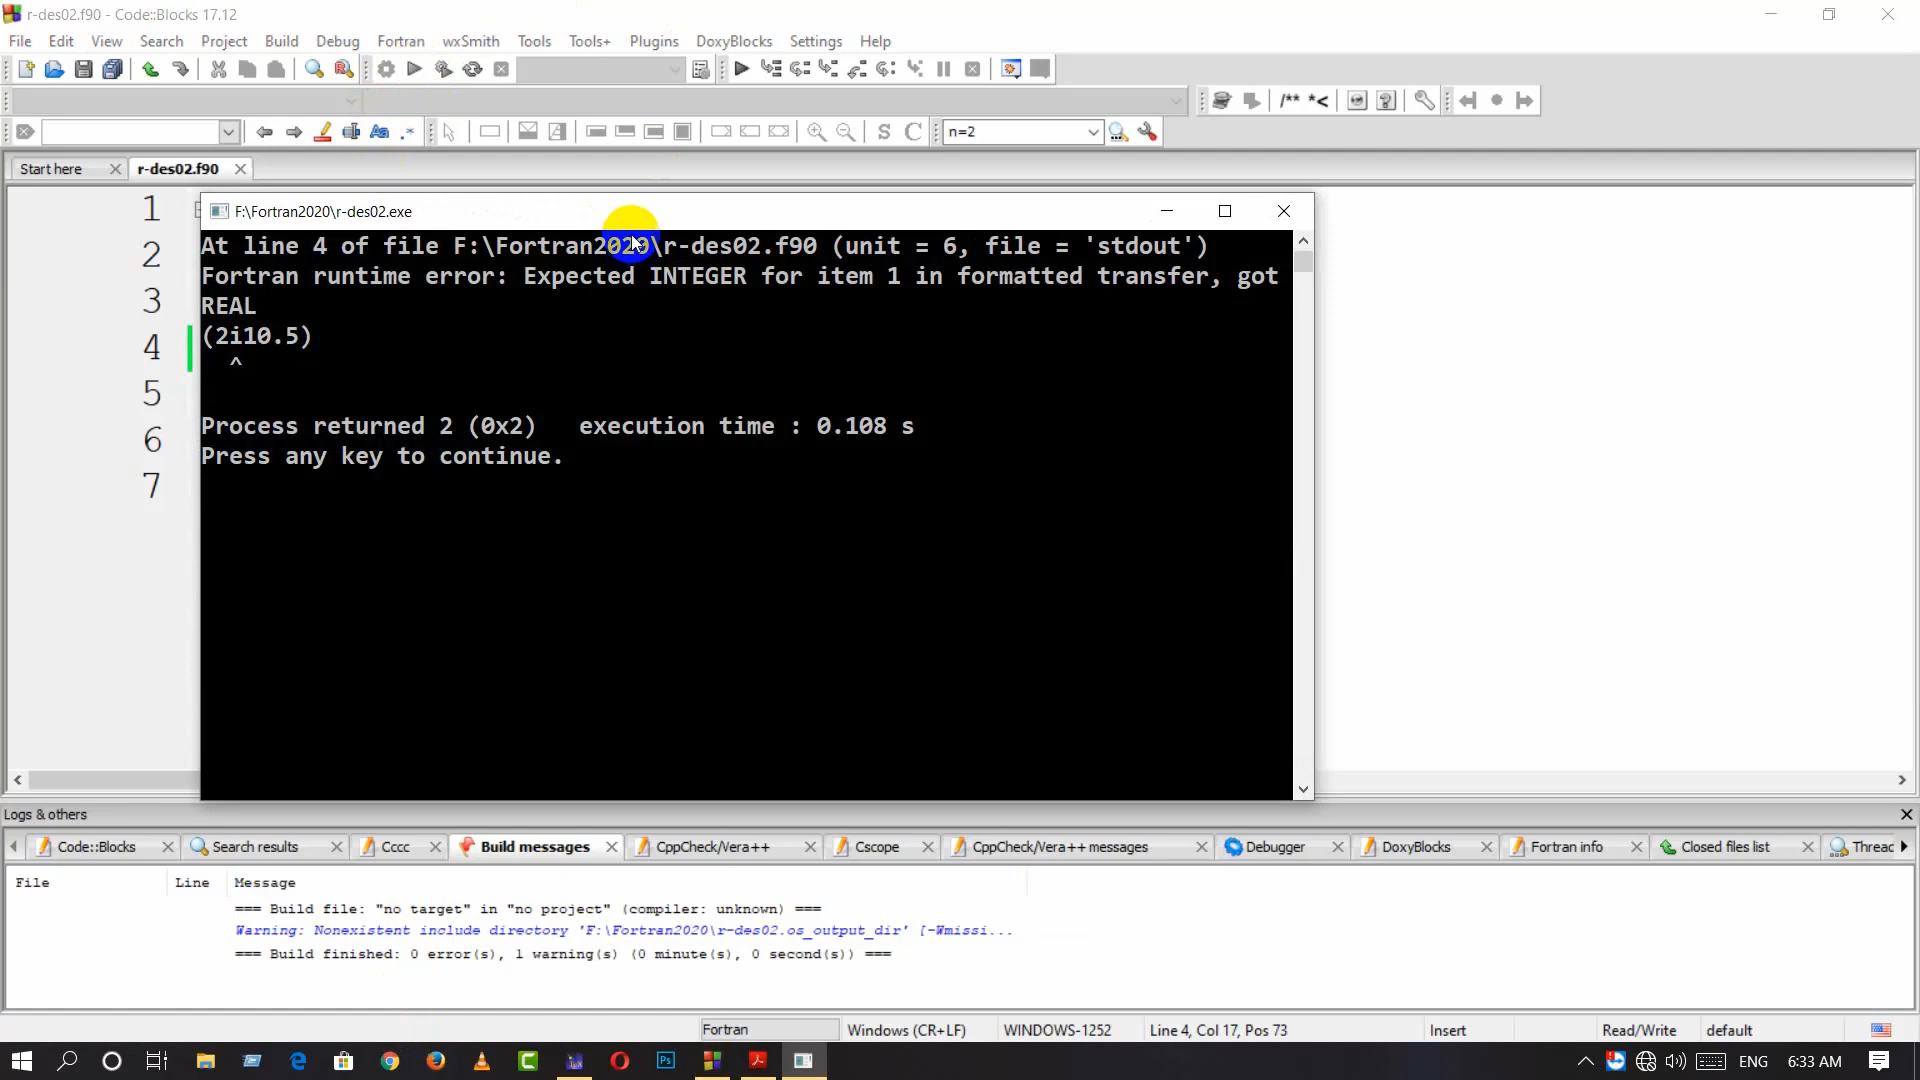 r-des02.f90 - Code::Blocks 17.12
File Edit View Search Project Build Debug Fortran wxSmith Tools Tools+ Plugins DoxyBlocks Settings Help
/** *<
.* S C n=2
Start here r-des02.f90
1
2
3
4
5
6
7
F:\Fortran2020\r-des02.exe
At line 4 of file F:\Fortran2020\r-des02.f90 (unit = 6, file = 'stdout')
Fortran runtime error: Expected INTEGER for item 1 in formatted transfer, got
REAL
(2i10.5)
^
Process returned 2 (0x2) execution time : 0.108 s
Press any key to continue.
Logs & others
Code::Blocks Search results Cccc Build messages CppCheck/Vera++ Cscope CppCheck/Vera++ messages Debugger DoxyBlocks Fortran info Closed files list Threac
File Line Message
=== Build file: "no target" in "no project" (compiler: unknown) ===
Warning: Nonexistent include directory 'F:\Fortran2020\r-des02.os_output_dir' [-Wmissi...
=== Build finished: 0 error(s), 1 warning(s) (0 minute(s), 0 second(s)) ===
Fortran Windows (CR+LF) WINDOWS-1252 Line 4, Col 17, Pos 73 Insert Read/Write default
ENG 6:33 AM